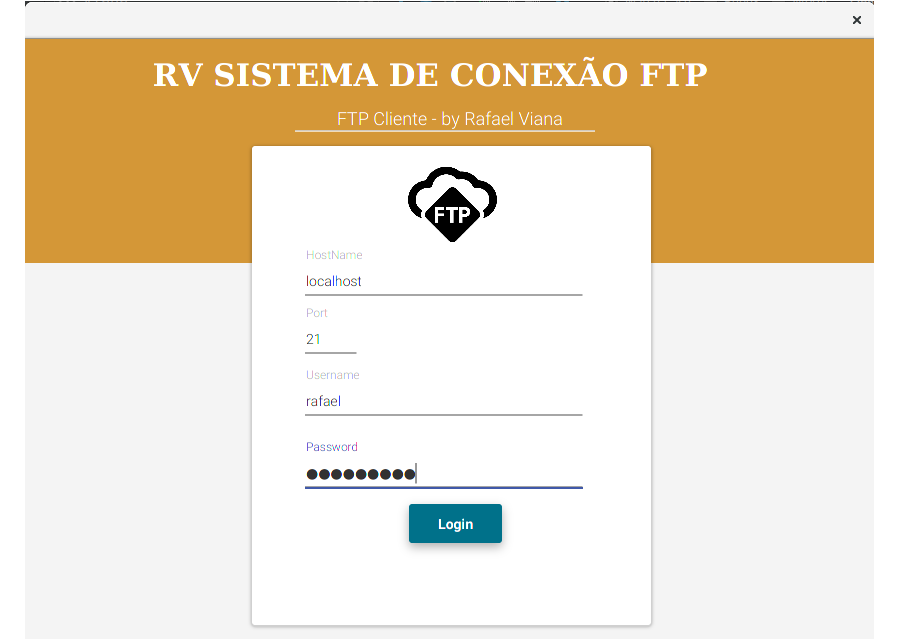 RV SISTEMA DE CONEXÃO FTP
FTP Cliente - by Rafael Viana
FTP
HostName
localhost
Port
21
Username
rafael
Password
●●●●●●●●●
Login